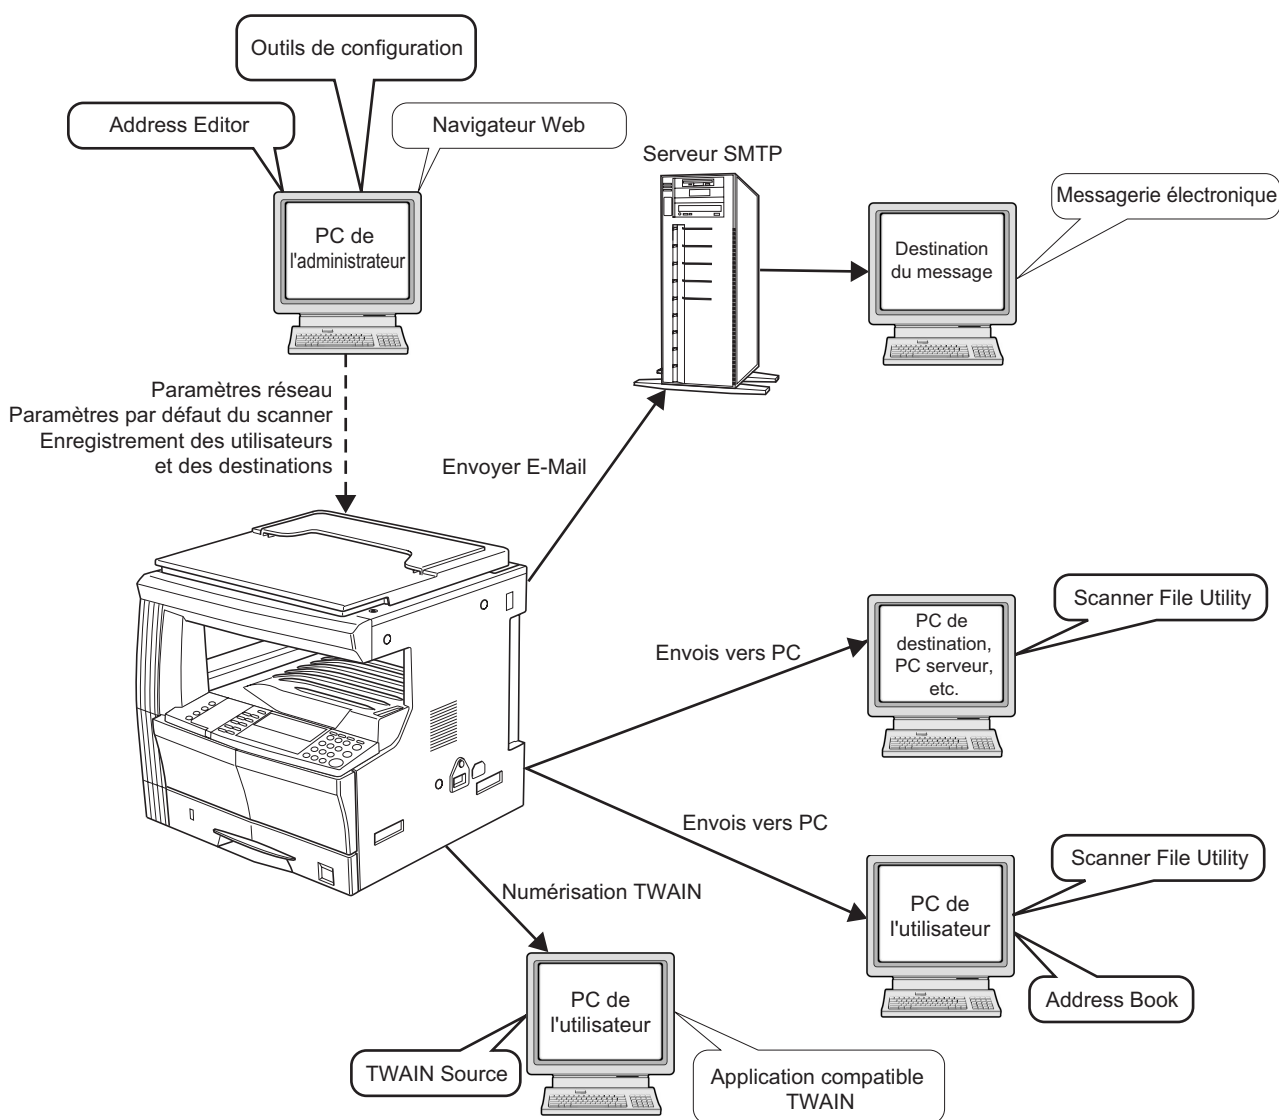 Outils de configuration
Address Editor
Navigateur Web
PC de
l'administrateur
Serveur SMTP
Messagerie électronique
Destination
du message
Paramètres réseau
Paramètres par défaut du scanner
Enregistrement des utilisateurs
et des destinations
Envoyer E-Mail
Scanner File Utility
PC de
destination,
PC serveur,
etc.
Envois vers PC
Envois vers PC
Scanner File Utility
PC de
l'utilisateur
Address Book
Numérisation TWAIN
PC de
l'utilisateur
TWAIN Source
Application compatible
TWAIN